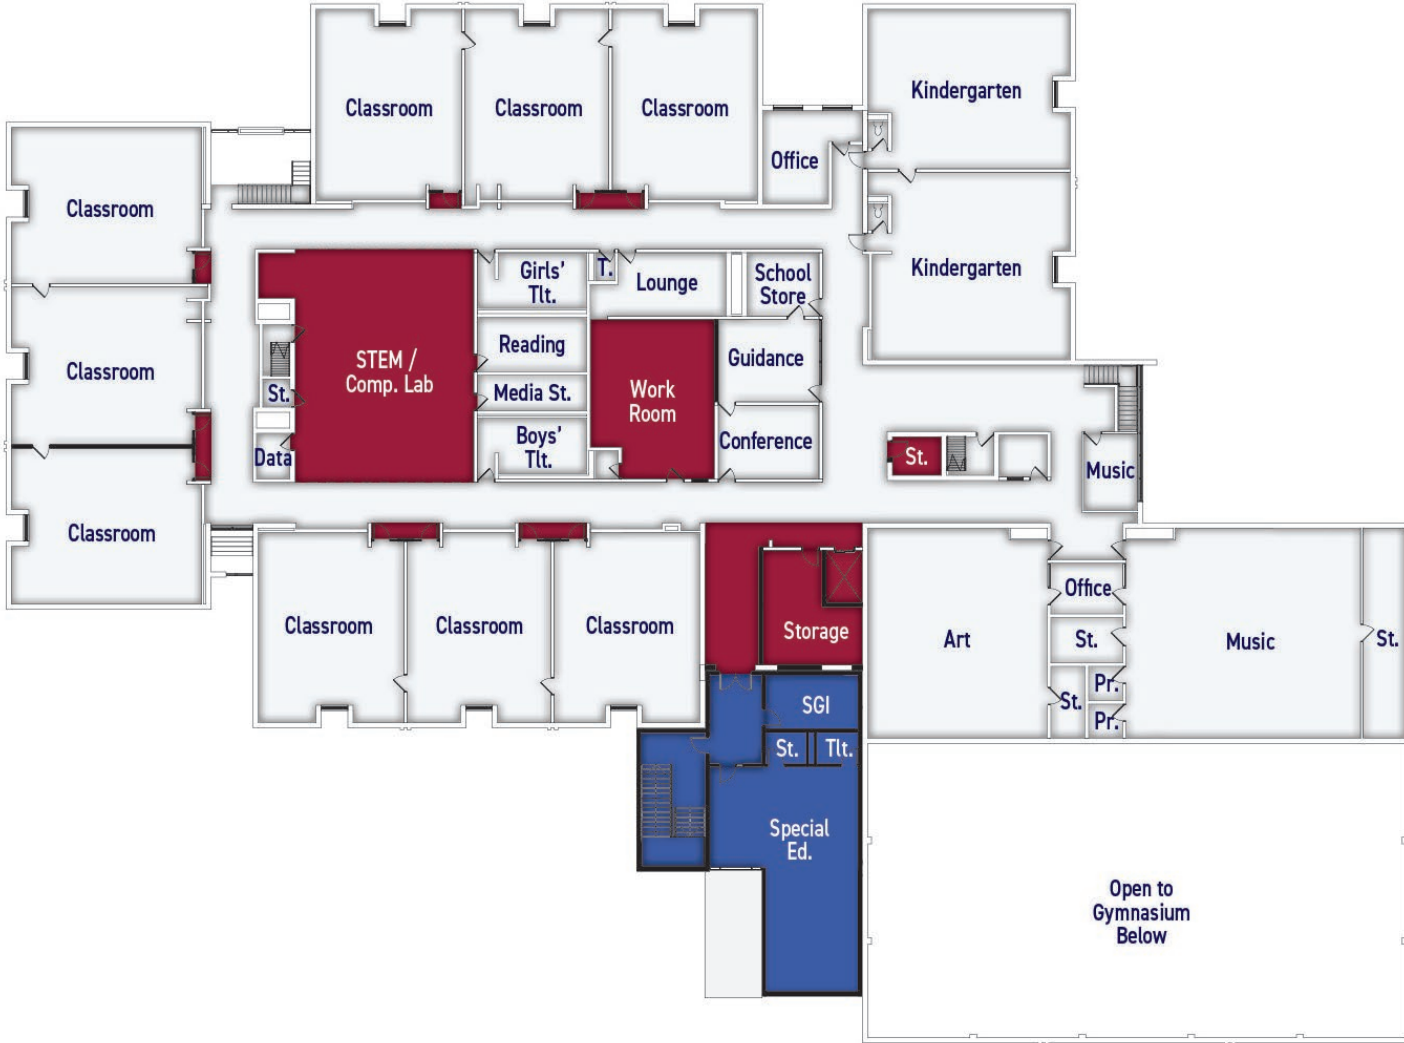 Classroom
Classroom
Classroom
Kindergarten
Office
Classroom
Kindergarten
Girls'
Tlt.
T.
Lounge
School
Store
STEM /
Comp. Lab
Reading
Guidance
Classroom
St.
Media St.
Work
Room
Data
Boys'
Tlt.
Conference
St.
Music
Classroom
Classroom
Classroom
Classroom
Storage
Art
Office
St.
Music
St.
Pr.
St.
Pr.
SGI
St.
Tlt.
Special
Ed.
Open to
Gymnasium
Below